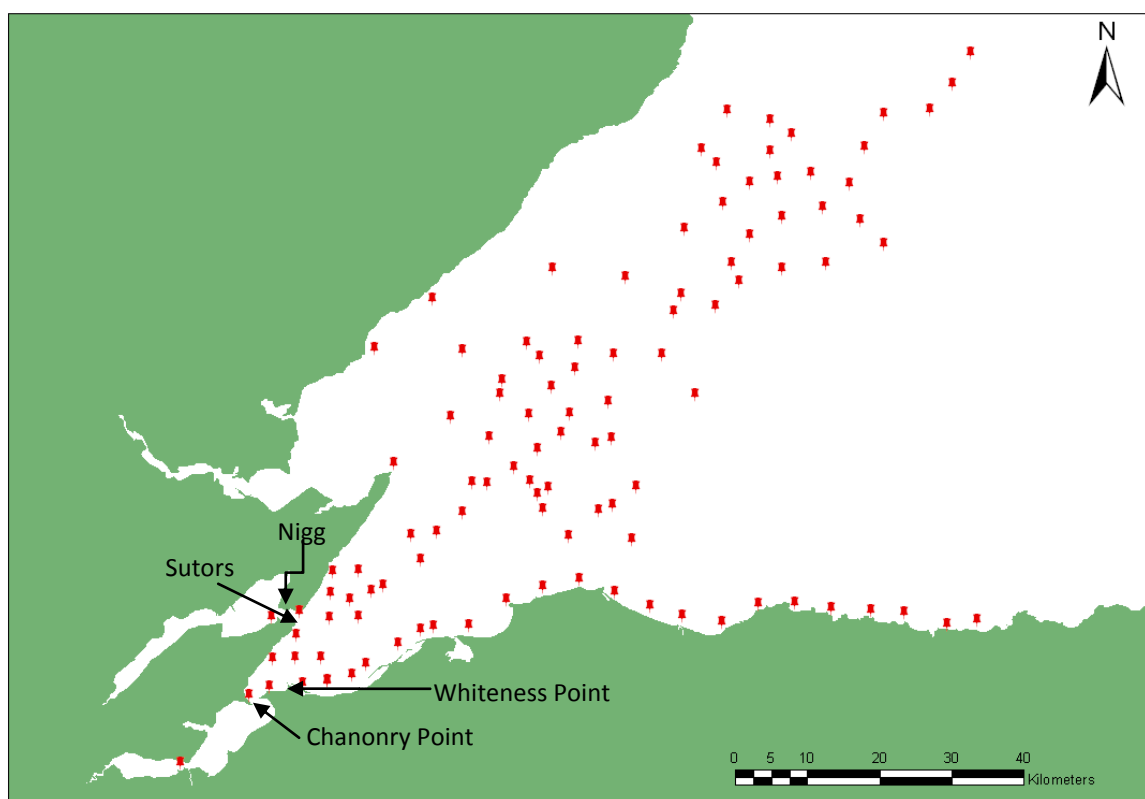 N
Nigg
Sutors
Whiteness Point
Chanonry Point
0 5 10 20 30 40
Kilometers